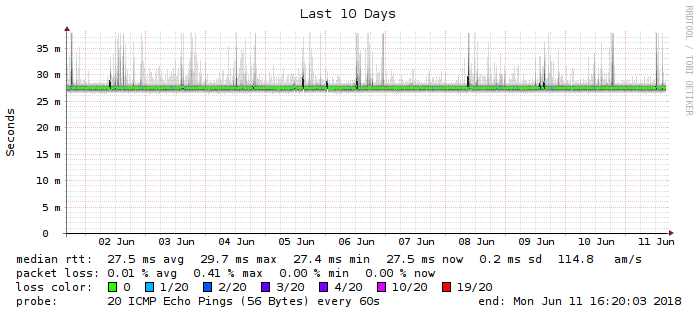 Last 10 Days
RRDTOOL / TOBI OETIKER
Seconds
35 m
30 m
25 m
20 m
15 m
10 m
5 m
0
02 Jun 03 Jun 04 Jun 05 Jun 06 Jun 07 Jun 08 Jun 09 Jun 10 Jun 11 Jun
median rtt: 27.5 ms avg 29.7 ms max 27.4 ms min 27.5 ms now 0.2 ms sd 114.8 am/s
packet loss: 0.01 % avg 0.41 % max 0.00 % min 0.00 % now
loss color: 0 1/20 2/20 3/20 4/20 10/20 19/20
probe: 20 ICMP Echo Pings (56 Bytes) every 60s end: Mon Jun 11 16:20:03 2018